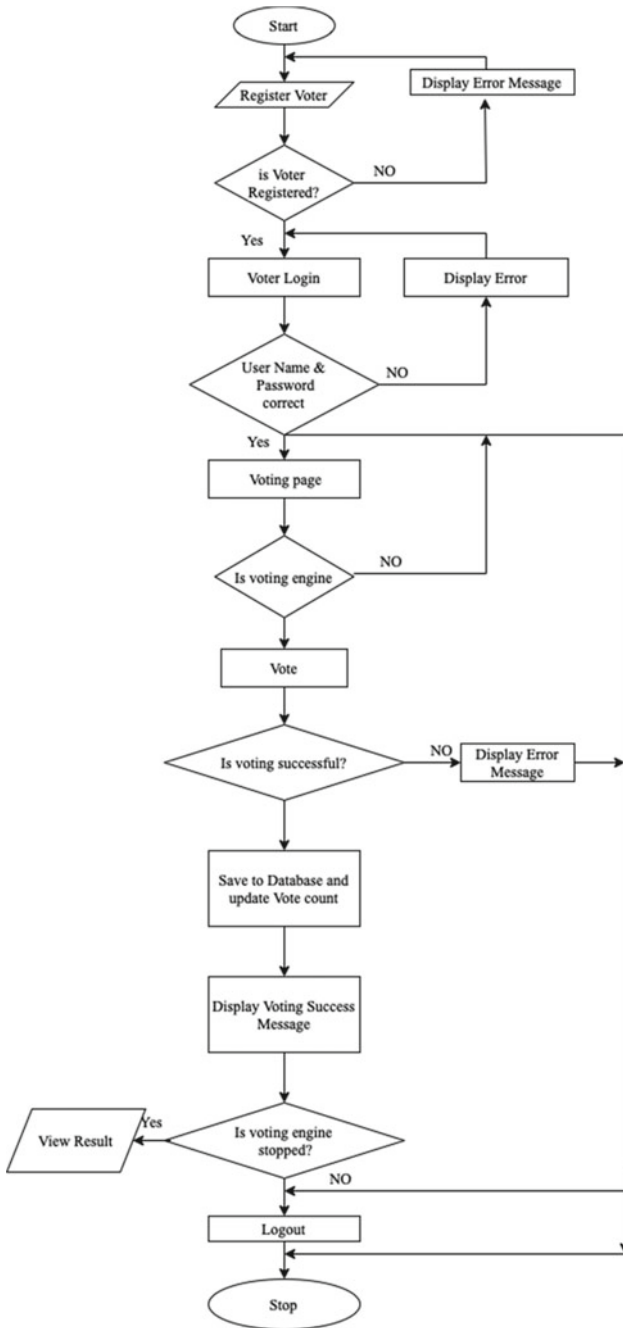 Start
Display Error Message
Register Voter
is Voter
Registered?
NO
Yes
Voter Login
Display Error
User Name &
Password
correct
NO
Yes
Voting page
Is voting engine
NO
Vote
Is voting successful?
NO
Display Error
Message
Save to Database and
update Vote count
Display Voting Success
Message
View Result
Yes
Is voting engine
stopped?
NO
Logout
Stop